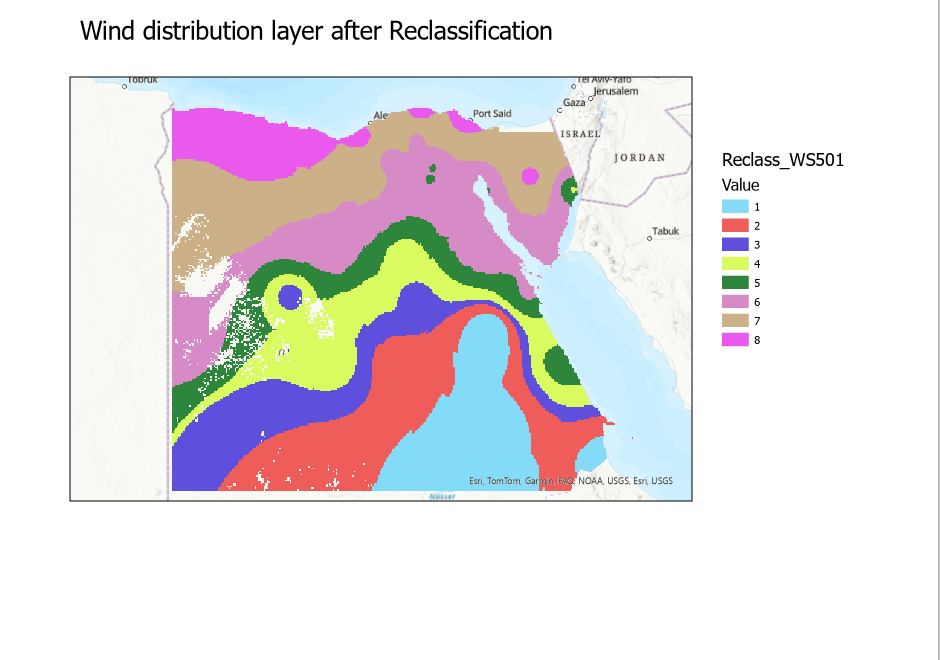 Wind distribution layer after Reclassification
Tobruk
Tel Aviv-Yafo
Jerusalem
Gaza
Port Said
ISRAEL
JORDAN
Tabuk
Reclass_WS501
Value
1
2
3
4
5
6
7
8
Esri, TomTom, Garmin, FAO, NOAA, USGS, Esri, USGS
Nasser